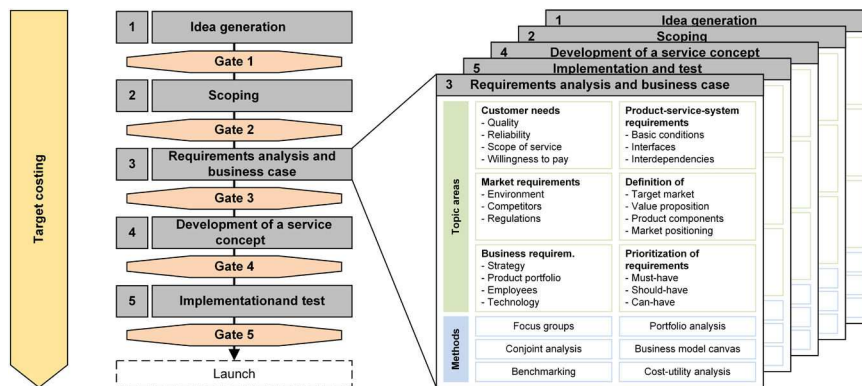 Target costing
1 Idea generation
Gate 1
2 Scoping
Gate 2
3 Requirements analysis and
business case
Gate 3
4 Development of a service
concept
Gate 4
5 Implementationand test
Gate 5
Launch
1 Idea generation
2 Scoping
4 Development of a service concept
5 Implementation and test
3 Requirements analysis and business case
Topic areas
Customer needs
- Quality
- Reliability
- Scope of service
- Willingness to pay
Product-service-system
requirements
- Basic conditions
- Interfaces
- Interdependencies
Market requirements
- Environment
- Competitors
- Regulations
Definition of
- Target market
- Value proposition
- Product components
- Market positioning
Business requirem.
- Strategy
- Product portfolio
- Employees
- Technology
Prioritization of
requirements
- Must-have
- Should-have
- Can-have
Methods
Focus groups
Portfolio analysis
Conjoint analysis
Business model canvas
Benchmarking
Cost-utility analysis